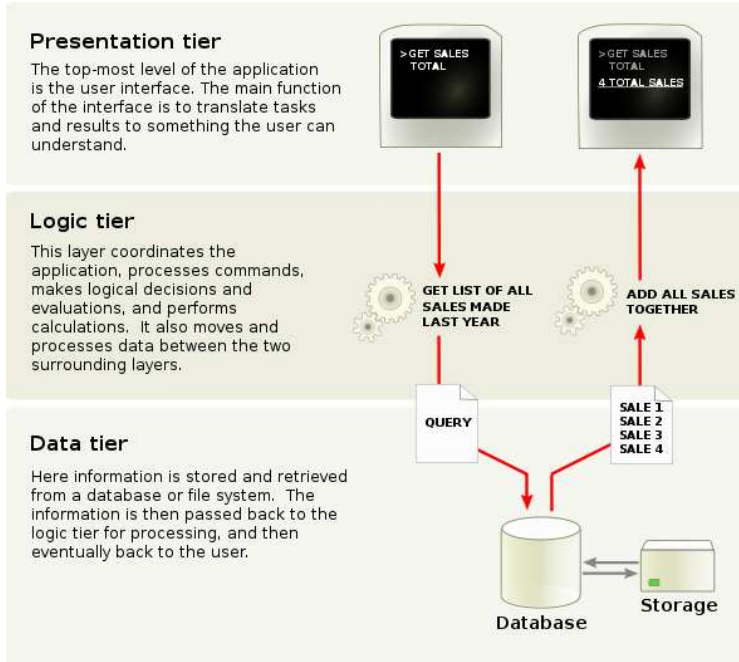 Presentation tier
The top-most level of the application
is the user interface. The main function
of the interface is to translate tasks
and results to something the user can
understand.
>GET SALES
TOTAL
>GET SALES
TOTAL
4 TOTAL SALES
Logic tier
This layer coordinates the
application, processes commands,
makes logical decisions and
evaluations, and performs
calculations.  It also moves and
processes data between the two
surrounding layers.
GET LIST OF ALL
SALES MADE
LAST YEAR
ADD ALL SALES
TOGETHER
QUERY
SALE 1
SALE 2
SALE 3
SALE 4
Data tier
Here information is stored and retrieved
from a database or file system.  The
information is then passed back to the
logic tier for processing, and then
eventually back to the user.
Database
Storage